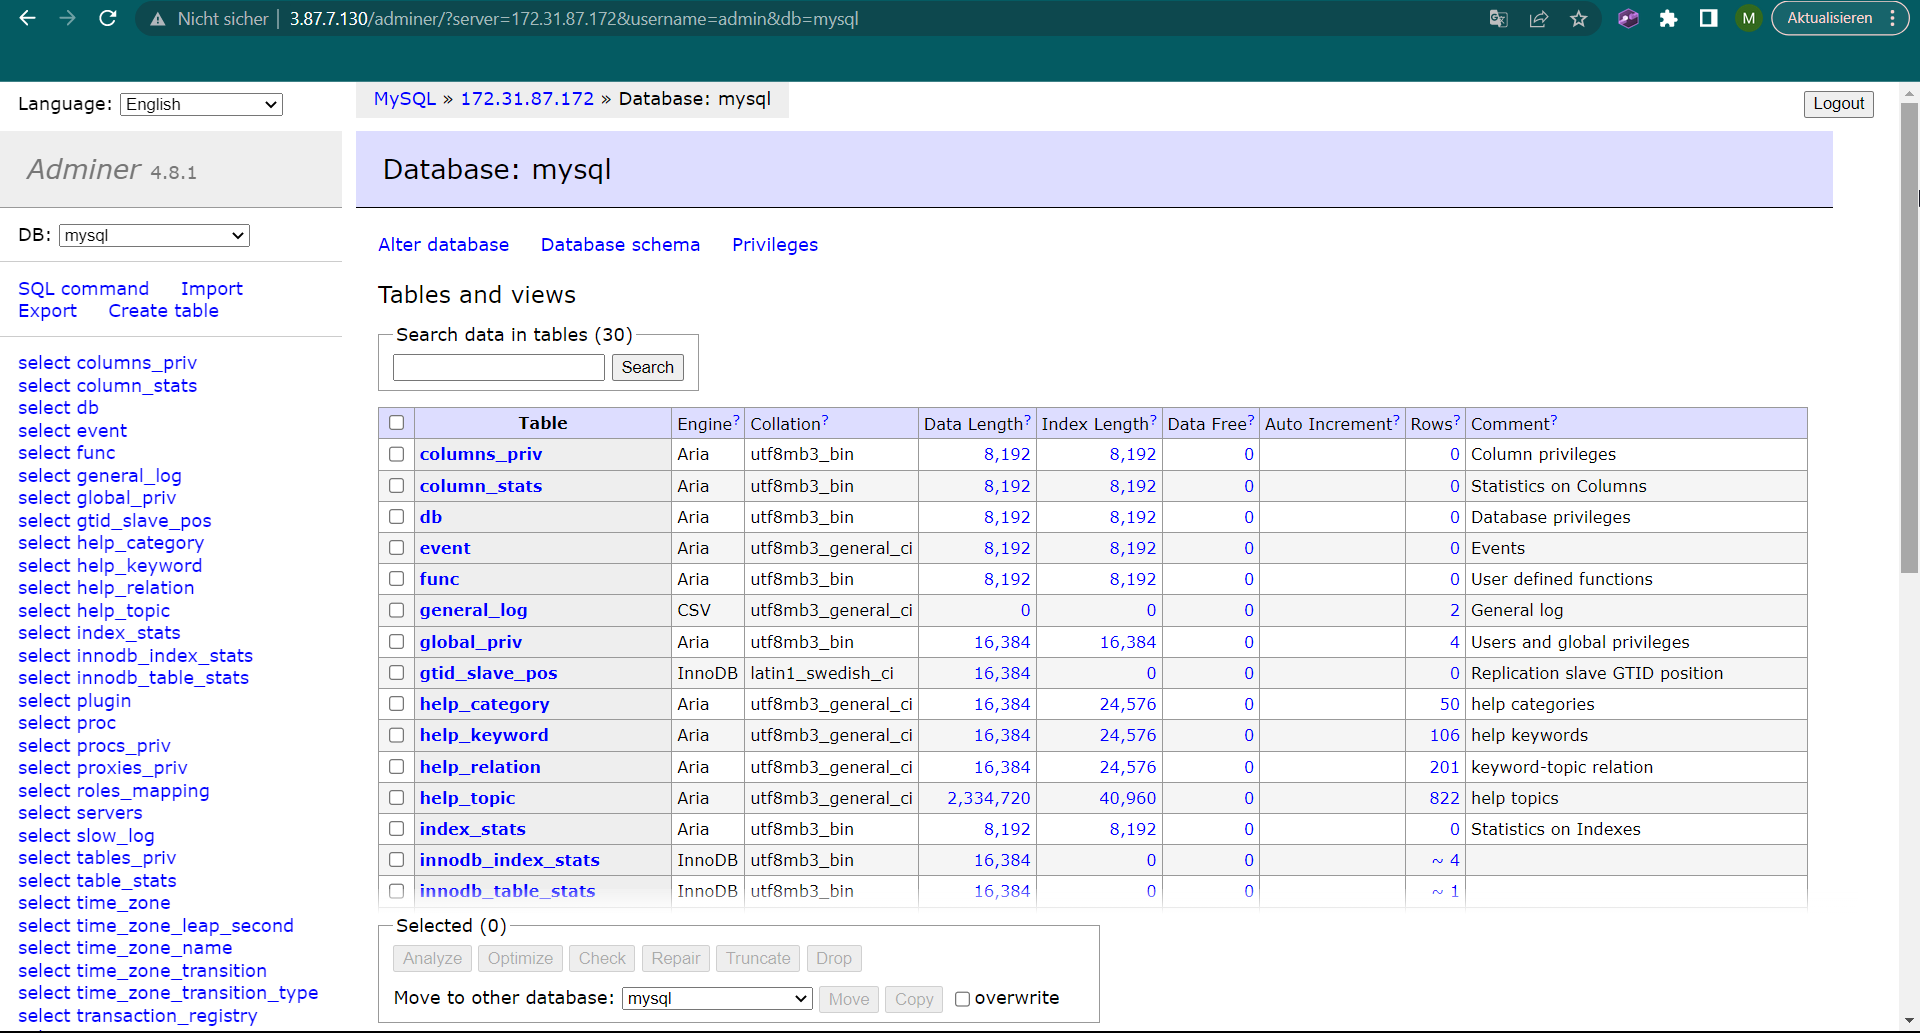 Nicht sicher | 3.87.7.130/adminer/?server=172.31.87.172&username=admin&db=mysql
M
Aktualisieren
Language: English
MySQL » 172.31.87.172 » Database: mysql
Logout
Adminer 4.8.1
Database: mysql
DB: mysql
Alter database Database schema Privileges
SQL command Import
Export Create table
Tables and views
Search data in tables (30)
Search
select columns_priv
select column_stats
select db
select event
select func
select general_log
select global_priv
select gtid_slave_pos
select help_category
select help_keyword
select help_relation
select help_topic
select index_stats
select innodb_index_stats
select innodb_table_stats
select plugin
select proc
select procs_priv
select proxies_priv
select roles_mapping
select servers
select slow_log
select tables_priv
select table_stats
select time_zone
select time_zone_leap_second
select time_zone_name
select time_zone_transition
select time_zone_transition_type
select transaction_registry
Table Engine? Collation? Data Length? Index Length? Data Free? Auto Increment? Rows? Comment?
columns_priv Aria utf8mb3_bin 8,192 8,192 0 0 Column privileges
column_stats Aria utf8mb3_bin 8,192 8,192 0 0 Statistics on Columns
db Aria utf8mb3_bin 8,192 8,192 0 0 Database privileges
event Aria utf8mb3_general_ci 8,192 8,192 0 0 Events
func Aria utf8mb3_bin 8,192 8,192 0 0 User defined functions
general_log CSV utf8mb3_general_ci 0 0 0 2 General log
global_priv Aria utf8mb3_bin 16,384 16,384 0 4 Users and global privileges
gtid_slave_pos InnoDB latin1_swedish_ci 16,384 0 0 0 Replication slave GTID position
help_category Aria utf8mb3_general_ci 16,384 24,576 0 50 help categories
help_keyword Aria utf8mb3_general_ci 16,384 24,576 0 106 help keywords
help_relation Aria utf8mb3_general_ci 16,384 24,576 0 201 keyword-topic relation
help_topic Aria utf8mb3_general_ci 2,334,720 40,960 0 822 help topics
index_stats Aria utf8mb3_bin 8,192 8,192 0 0 Statistics on Indexes
innodb_index_stats InnoDB utf8mb3_bin 16,384 0 0 ~ 4
innodb_table_stats InnoDB utf8mb3_bin 16,384 0 0 ~ 1
Selected (0)
Analyze Optimize Check Repair Truncate Drop
Move to other database: mysql Move Copy overwrite